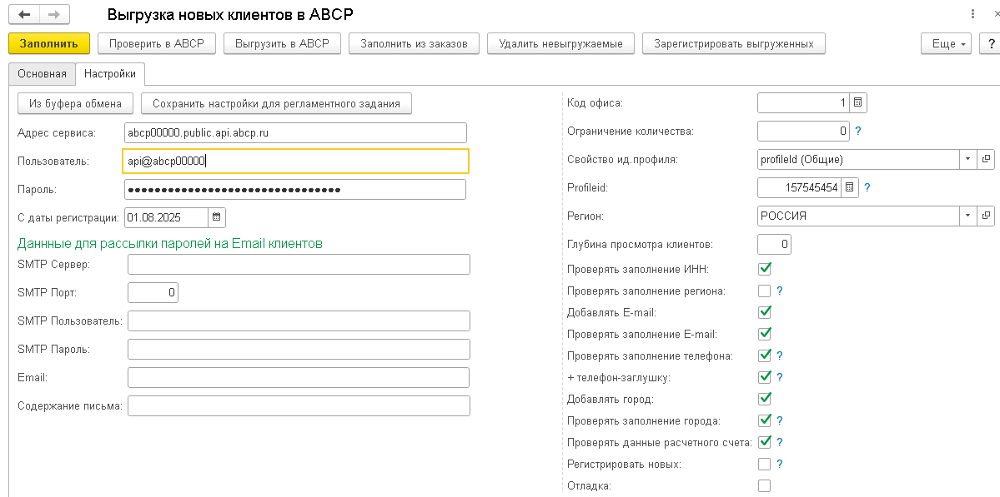 Выгрузка новых клиентов в ABCP
Заполнить
Проверить в ABCP
Выгрузить в ABCP
Заполнить из заказов
Удалить невыгружаемые
Зарегистрировать выгруженных
Еще
?
Основная
Настройки
Из буфера обмена
Сохранить настройки для регламентного задания
Адрес сервиса: abcp00000.public.api.abcp.ru
Пользователь: api@abcp00000
Пароль:
С даты регистрации: 01.08.2025
Даннные для рассылки паролей на Email клиентов
SMTP Сервер:
SMTP Порт: 0
SMTP Пользователь:
SMTP Пароль:
Email:
Содержание письма:
Код офиса: 1
Ограничение количества: 0 ?
Свойство ид.профиля: profileId (Общие)
Profileid: 157545454 ?
Регион: РОССИЯ
Глубина просмотра клиентов: 0
Проверять заполнение ИНН:
Проверять заполнение региона: ?
Добавлять E-mail:
Проверять заполнение E-mail:
Проверять заполнение телефона: ?
+ телефон-заглушку: ?
Добавлять город:
Проверять заполнение города: ?
Проверять данные расчетного счета: ?
Регистрировать новых: ?
Отладка: